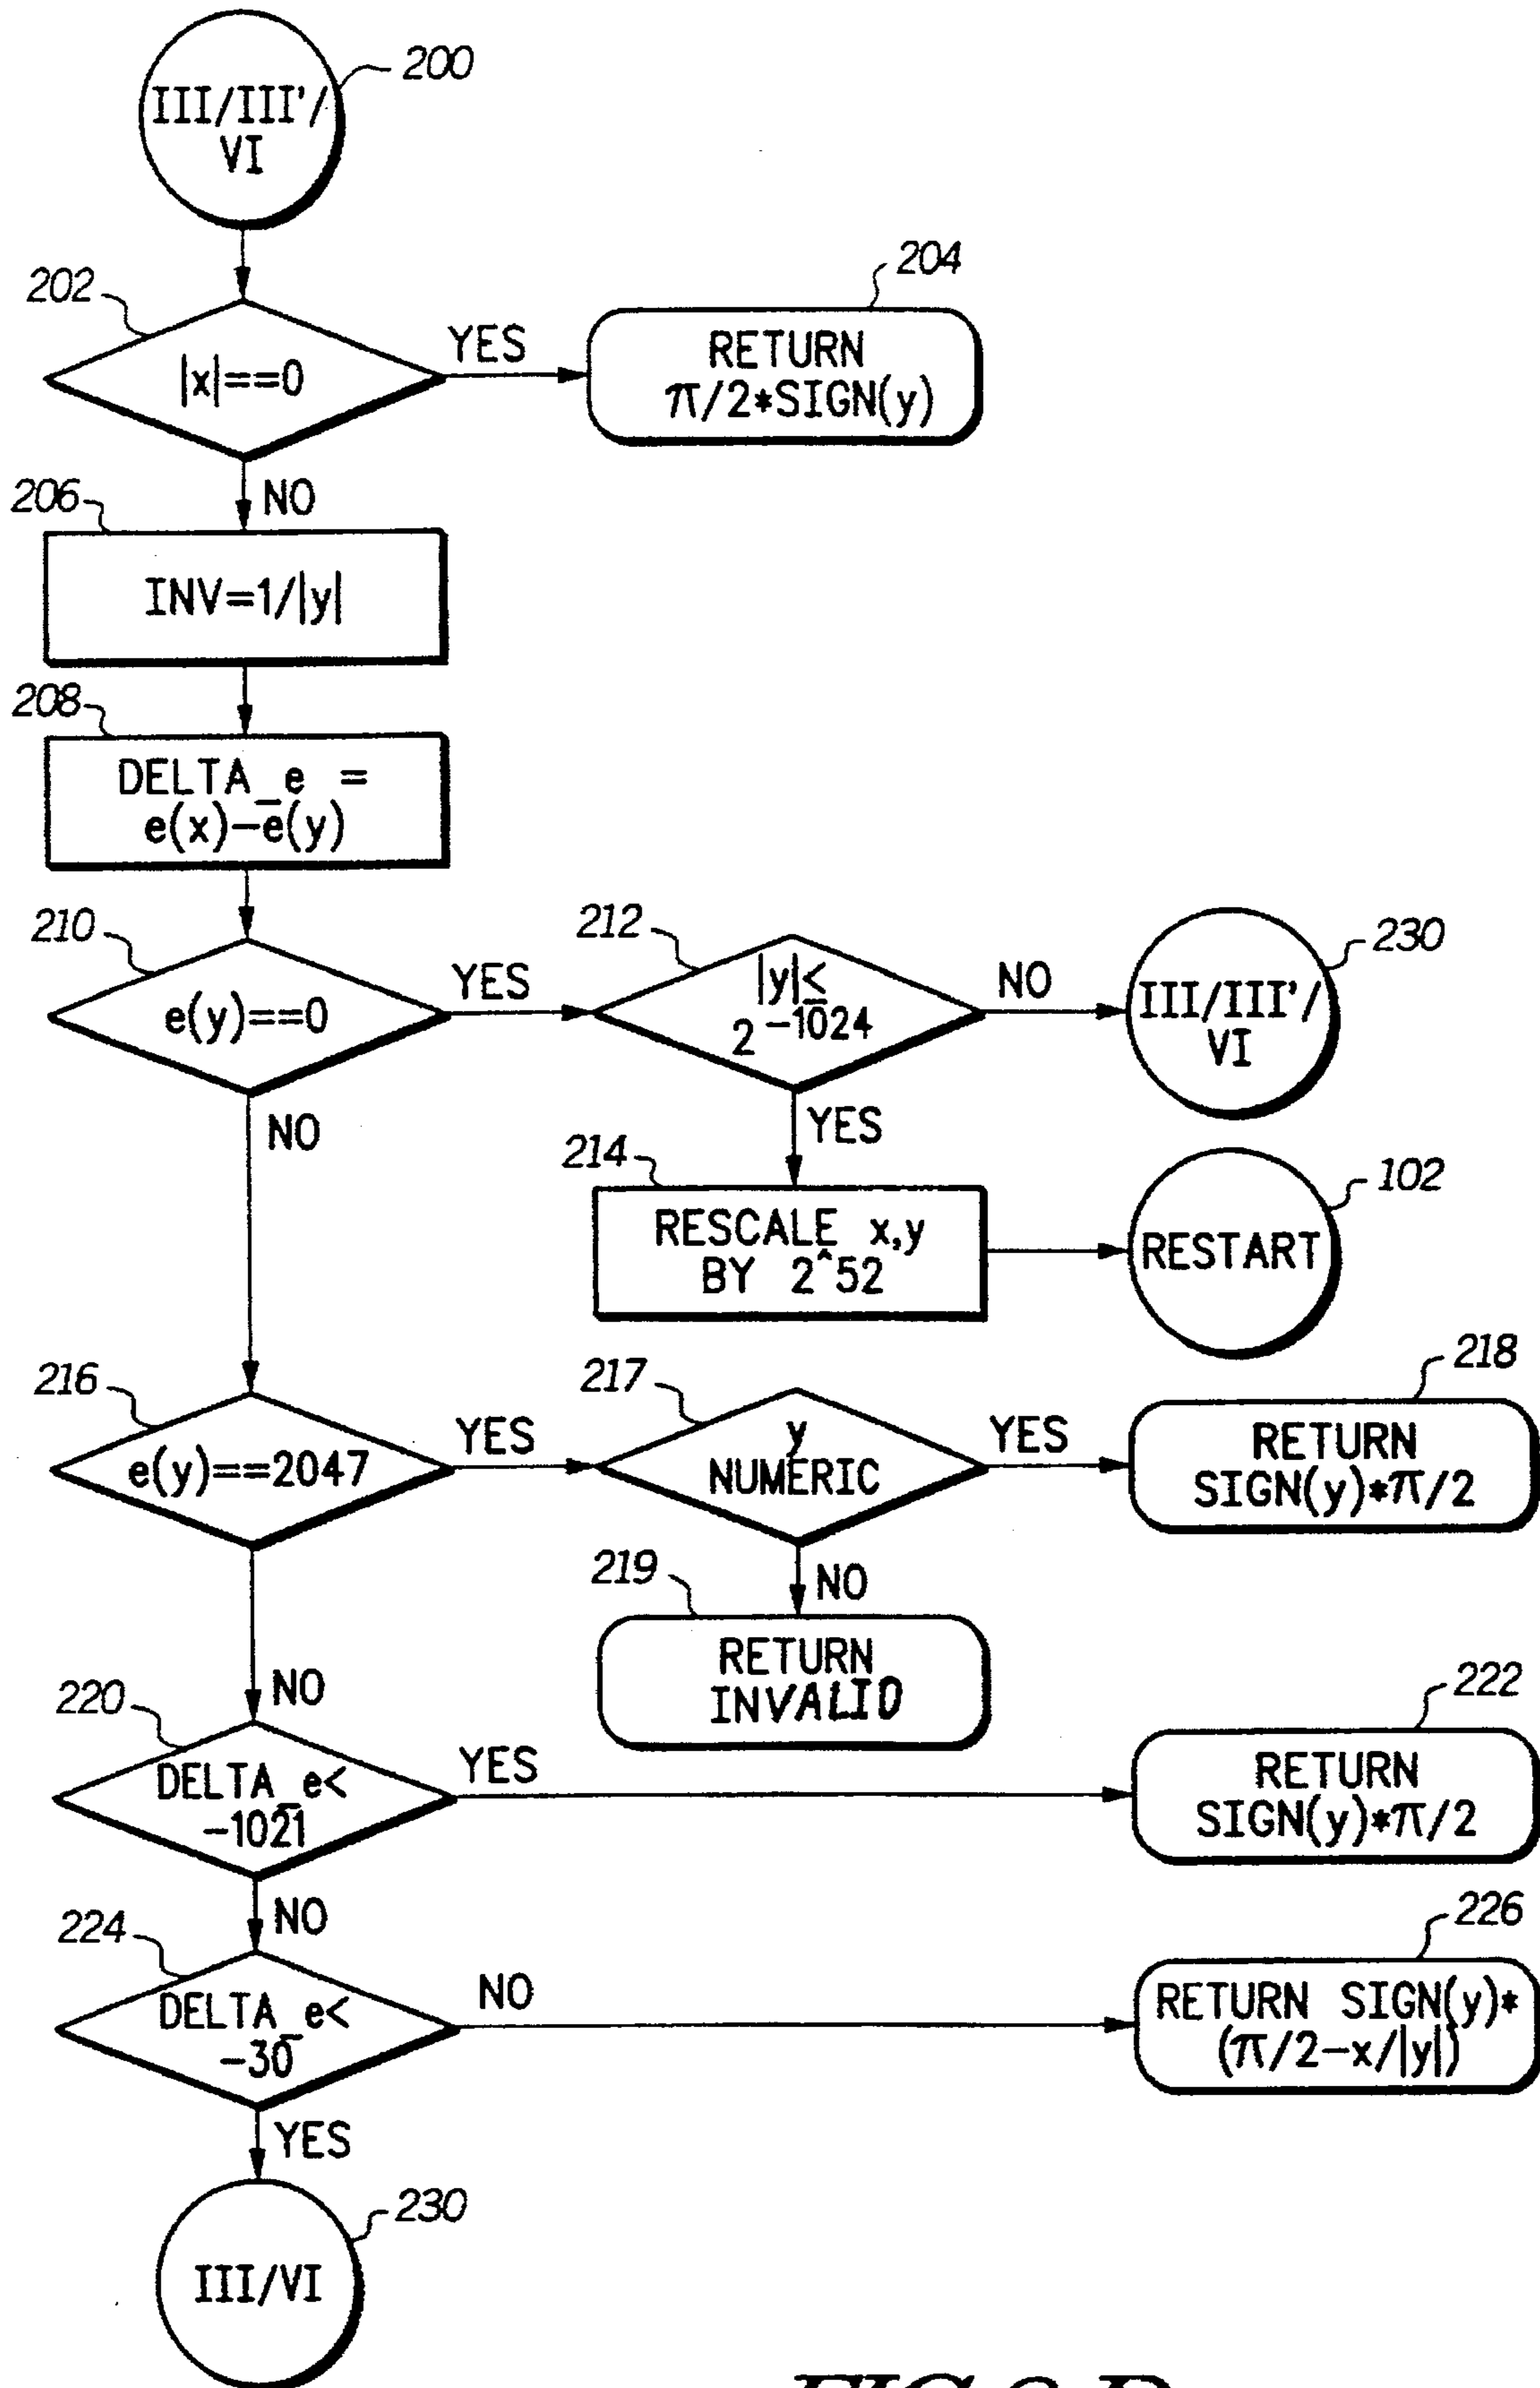 200
III/III'/
VI
202
|x|==0
YES
204
RETURN
π/2*SIGN(y)
NO
206
INV=1/|y|
208
DELTA_e =
e(x)-e(y)
210
e(y)==0
YES
212
|y|≤
2^-1024
NO
230
III/III'/
VI
NO
YES
214
RESCALE x,y
BY 2^52
102
RESTART
216
e(y)==2047
YES
217
y
NUMERIC
YES
218
RETURN
SIGN(y)*π/2
NO
219
RETURN
INVALID
NO
220
DELTA_e<
-1021
YES
222
RETURN
SIGN(y)*π/2
NO
224
DELTA_e<
-30
NO
226
RETURN SIGN(y)*
(π/2-x/|y|)
YES
230
III/VI